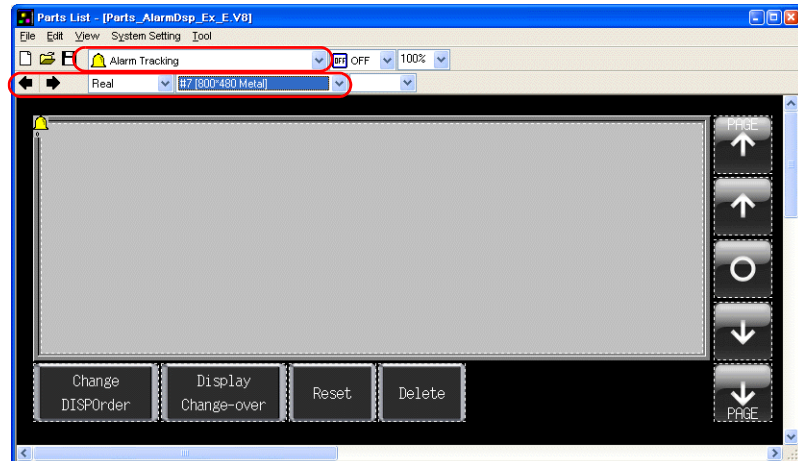 Parts List - [Parts_AlarmDsp_Ex_E.V8]
File Edit View System Setting Tool
Alarm Tracking OFF OFF 100%
Real #7 [800*480 Metal]
PAGE
Change
DISPOrder
Display
Change-over
Reset
Delete
PAGE